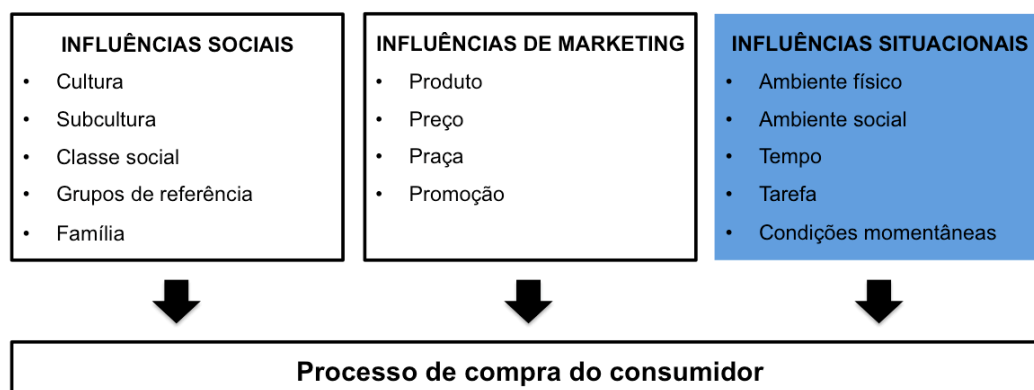 INFLUÊNCIAS SOCIAIS
• Cultura
• Subcultura
• Classe social
• Grupos de referência
• Família
INFLUÊNCIAS DE MARKETING
• Produto
• Preço
• Praça
• Promoção
INFLUÊNCIAS SITUACIONAIS
• Ambiente físico
• Ambiente social
• Tempo
• Tarefa
• Condições momentâneas
Processo de compra do consumidor